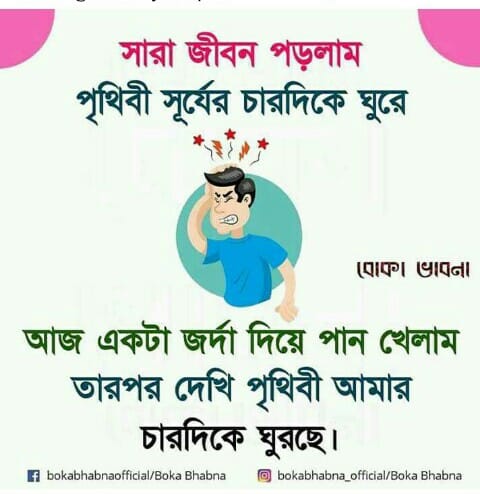 সারা জীবন পড়লাম
পৃথিবী সূর্যের চারদিকে ঘুরে
বোকা ভাবনা
আজ একটা জর্দা দিয়ে পান খেলাম
তারপর দেখি পৃথিবী আমার
চারদিকে ঘুরছে।
bokabhabnaofficial/Boka Bhabna bokabhabna_official/Boka Bhabna